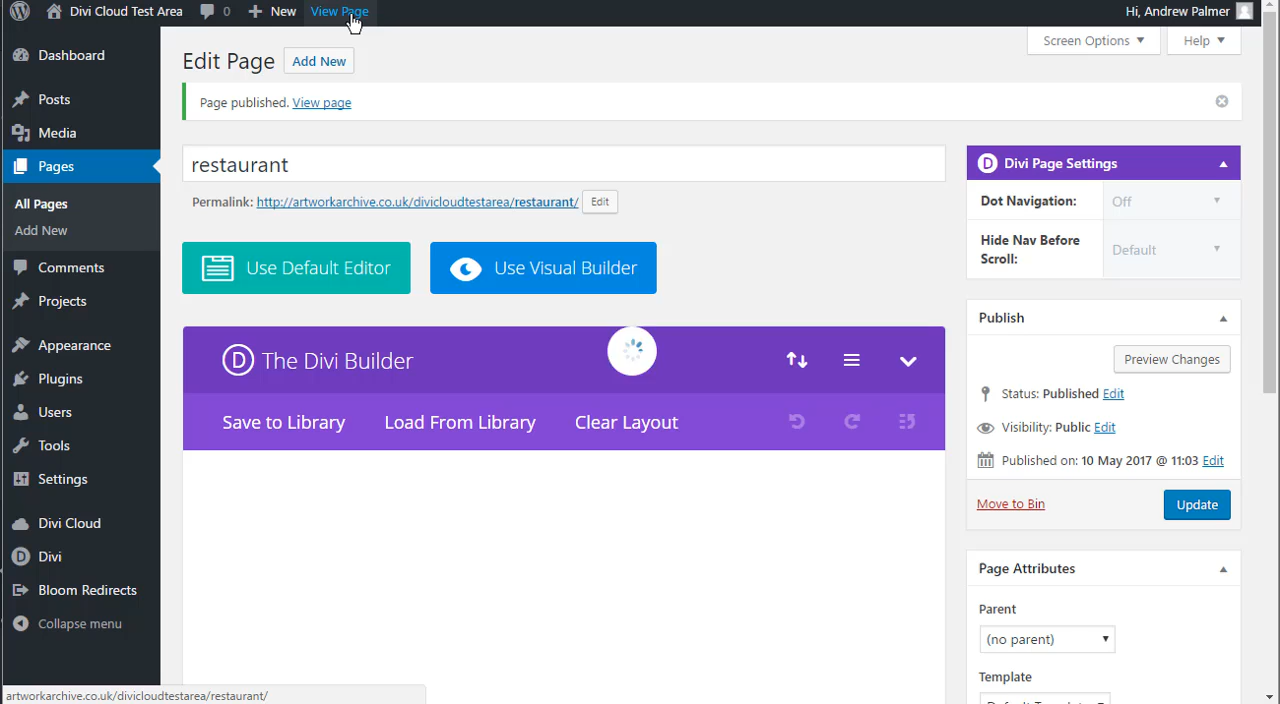 Divi Cloud Test Area 0 New View Page Hi, Andrew Palmer
Screen Options Help
Dashboard
Posts
Media
Pages
All Pages
Add New
Comments
Projects
Appearance
Plugins
Users
Tools
Settings
Divi Cloud
Divi
Bloom Redirects
Collapse menu
Edit Page Add New
Page published. View page
restaurant
Permalink: http://artworkarchive.co.uk/divicloudtestarea/restaurant/ Edit
Use Default Editor Use Visual Builder
D The Divi Builder
Save to Library Load From Library Clear Layout
D Divi Page Settings
Dot Navigation: Off
Hide Nav Before Default
Scroll:
Publish
Preview Changes
Status: Published Edit
Visibility: Public Edit
Published on: 10 May 2017 @ 11:03 Edit
Move to Bin Update
Page Attributes
Parent
(no parent)
Template
Default Template
artworkarchive.co.uk/divicloudtestarea/restaurant/